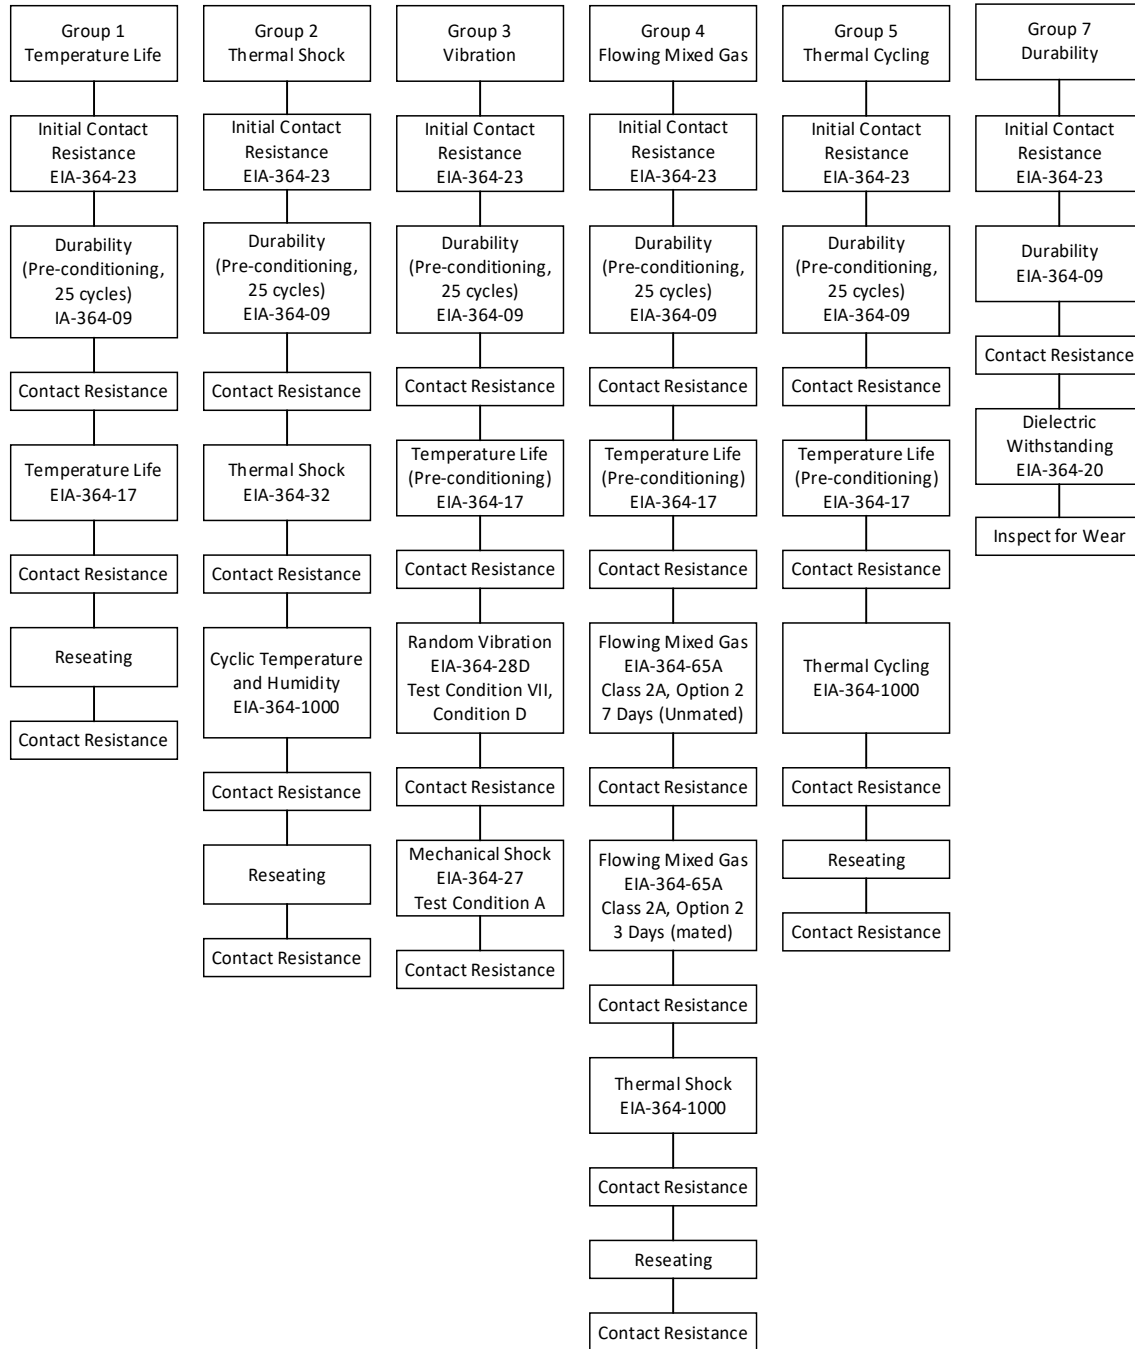 Group 1
Temperature Life
Initial Contact
Resistance
EIA-364-23
Durability
(Pre-conditioning,
25 cycles)
IA-364-09
Contact Resistance
Temperature Life
EIA-364-17
Contact Resistance
Reseating
Contact Resistance
Group 2
Thermal Shock
Initial Contact
Resistance
EIA-364-23
Durability
(Pre-conditioning,
25 cycles)
EIA-364-09
Contact Resistance
Thermal Shock
EIA-364-32
Contact Resistance
Cyclic Temperature
and Humidity
EIA-364-1000
Contact Resistance
Reseating
Contact Resistance
Group 3
Vibration
Initial Contact
Resistance
EIA-364-23
Durability
(Pre-conditioning,
25 cycles)
EIA-364-09
Contact Resistance
Temperature Life
(Pre-conditioning)
EIA-364-17
Contact Resistance
Random Vibration
EIA-364-28D
Test Condition VII,
Condition D
Contact Resistance
Mechanical Shock
EIA-364-27
Test Condition A
Contact Resistance
Group 4
Flowing Mixed Gas
Initial Contact
Resistance
EIA-364-23
Durability
(Pre-conditioning,
25 cycles)
EIA-364-09
Contact Resistance
Temperature Life
(Pre-conditioning)
EIA-364-17
Contact Resistance
Flowing Mixed Gas
EIA-364-65A
Class 2A, Option 2
7 Days (Unmated)
Contact Resistance
Flowing Mixed Gas
EIA-364-65A
Class 2A, Option 2
3 Days (mated)
Contact Resistance
Thermal Shock
EIA-364-1000
Contact Resistance
Reseating
Contact Resistance
Group 5
Thermal Cycling
Initial Contact
Resistance
EIA-364-23
Durability
(Pre-conditioning,
25 cycles)
EIA-364-09
Contact Resistance
Temperature Life
(Pre-conditioning)
EIA-364-17
Contact Resistance
Thermal Cycling
EIA-364-1000
Contact Resistance
Reseating
Contact Resistance
Group 7
Durability
Initial Contact
Resistance
EIA-364-23
Durability
EIA-364-09
Contact Resistance
Dielectric
Withstanding
EIA-364-20
Inspect for Wear